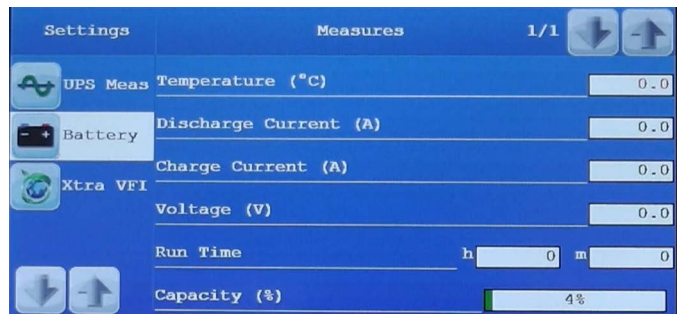 Settings Measures 1/1
UPS Meas Temperature (°C) 0.0
Battery Discharge Current (A) 0.0
Charge Current (A) 0.0
Xtra VFI
Voltage (V) 0.0
Run Time h 0 m 0
Capacity (%) 4%